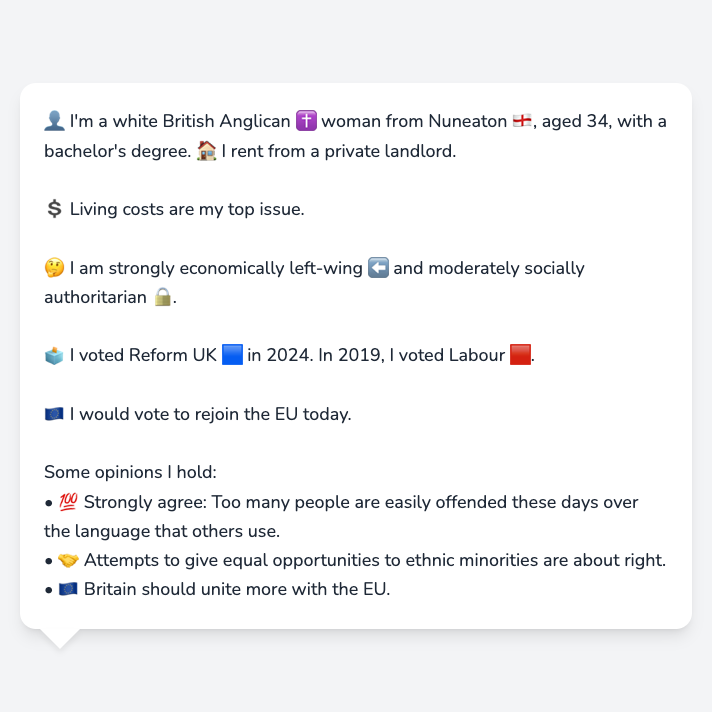 👤 I'm a white British Anglican ✝️ woman from Nuneaton 🏴󠁧󠁢󠁥󠁮󠁧󠁿, aged 34, with a
bachelor's degree. 🏠 I rent from a private landlord.
💲 Living costs are my top issue.
🤔 I am strongly economically left-wing ⬅️ and moderately socially
authoritarian 🔒.
🗳️ I voted Reform UK 🟦 in 2024. In 2019, I voted Labour 🟥.
🇪🇺 I would vote to rejoin the EU today.
Some opinions I hold:
• 💯 Strongly agree: Too many people are easily offended these days over
the language that others use.
• 🤝 Attempts to give equal opportunities to ethnic minorities are about right.
• 🇪🇺 Britain should unite more with the EU.